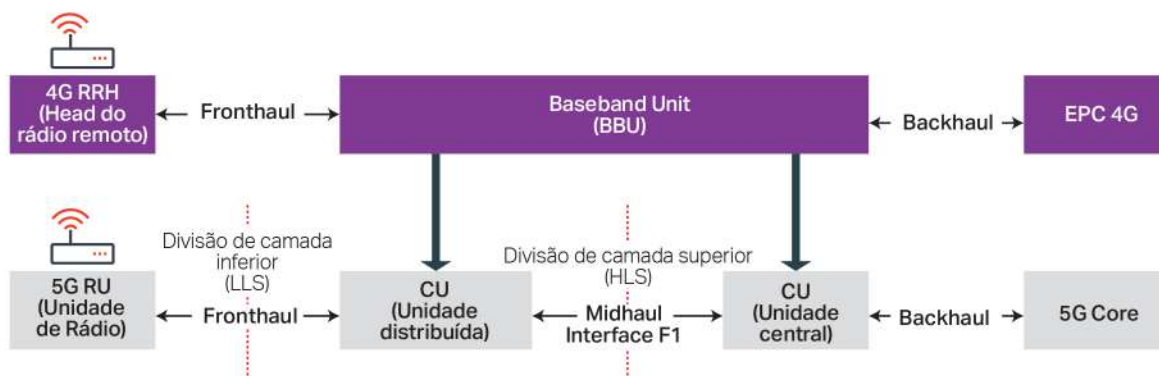 4G RRH
(Head do
rádio remoto)
Fronthaul
Baseband Unit
(BBU)
Backhaul
EPC 4G
Divisão de camada
inferior
(LLS)
Divisão de camada superior
(HLS)
5G RU
(Unidade
de Rádio)
Fronthaul
CU
(Unidade
distribuída)
Midhaul
Interface F1
CU
(Unidade
central)
Backhaul
5G Core